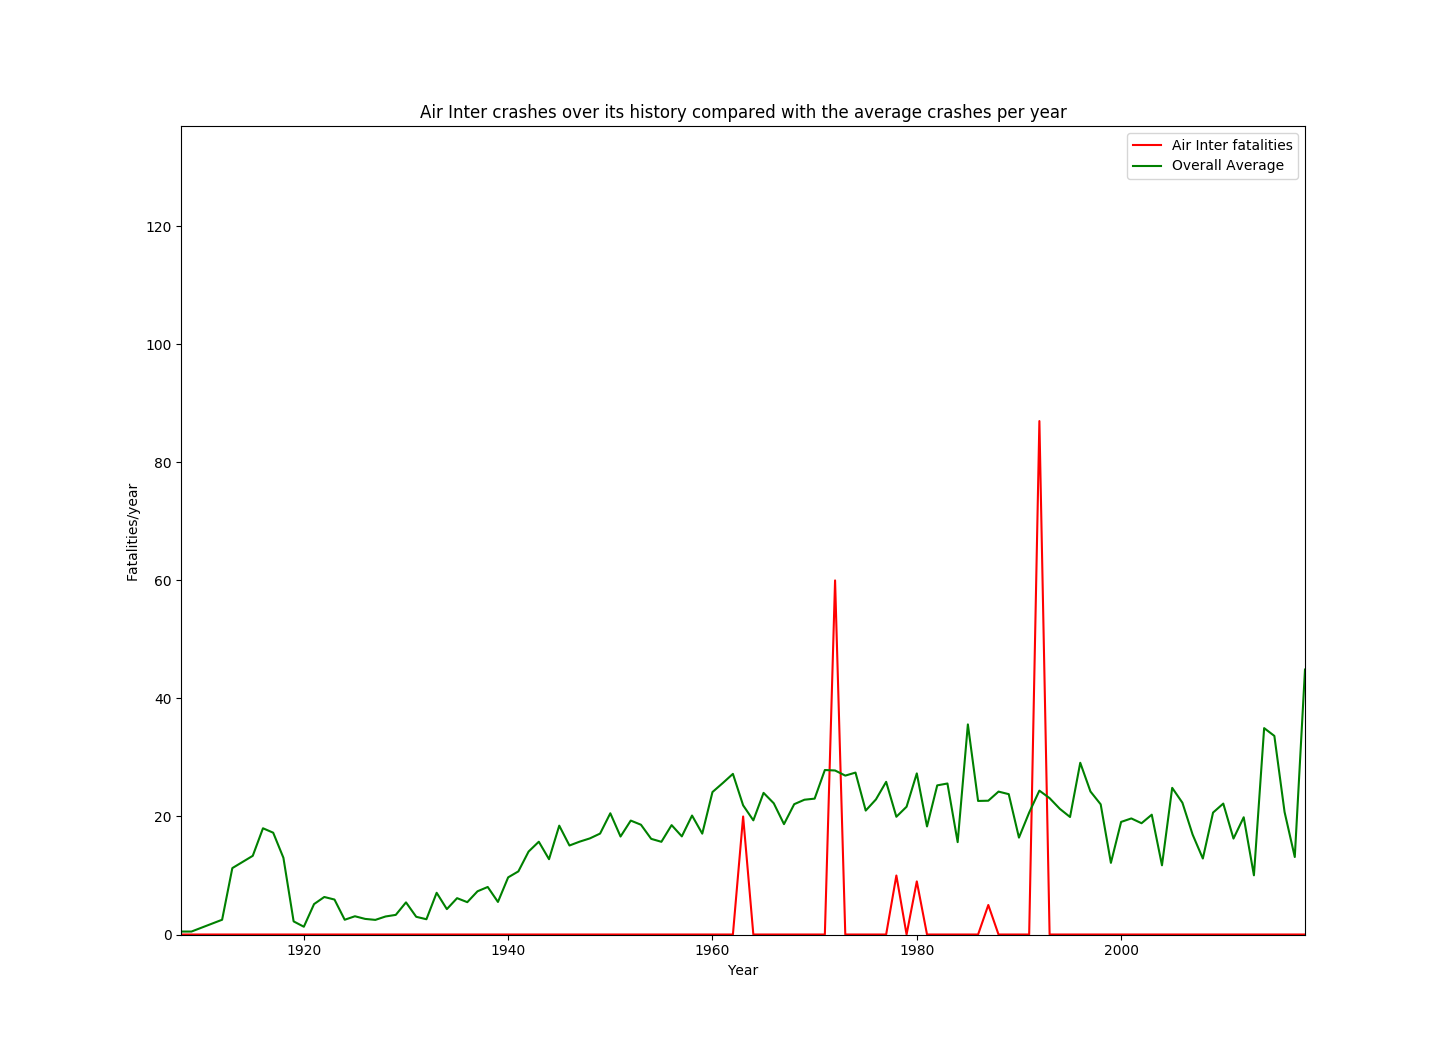 Air Inter crashes over its history compared with the average crashes per year
Air Inter fatalities
Overall Average
120
100
80
60
40
20
0
Fatalities/year
1920
1940
1960
1980
2000
Year